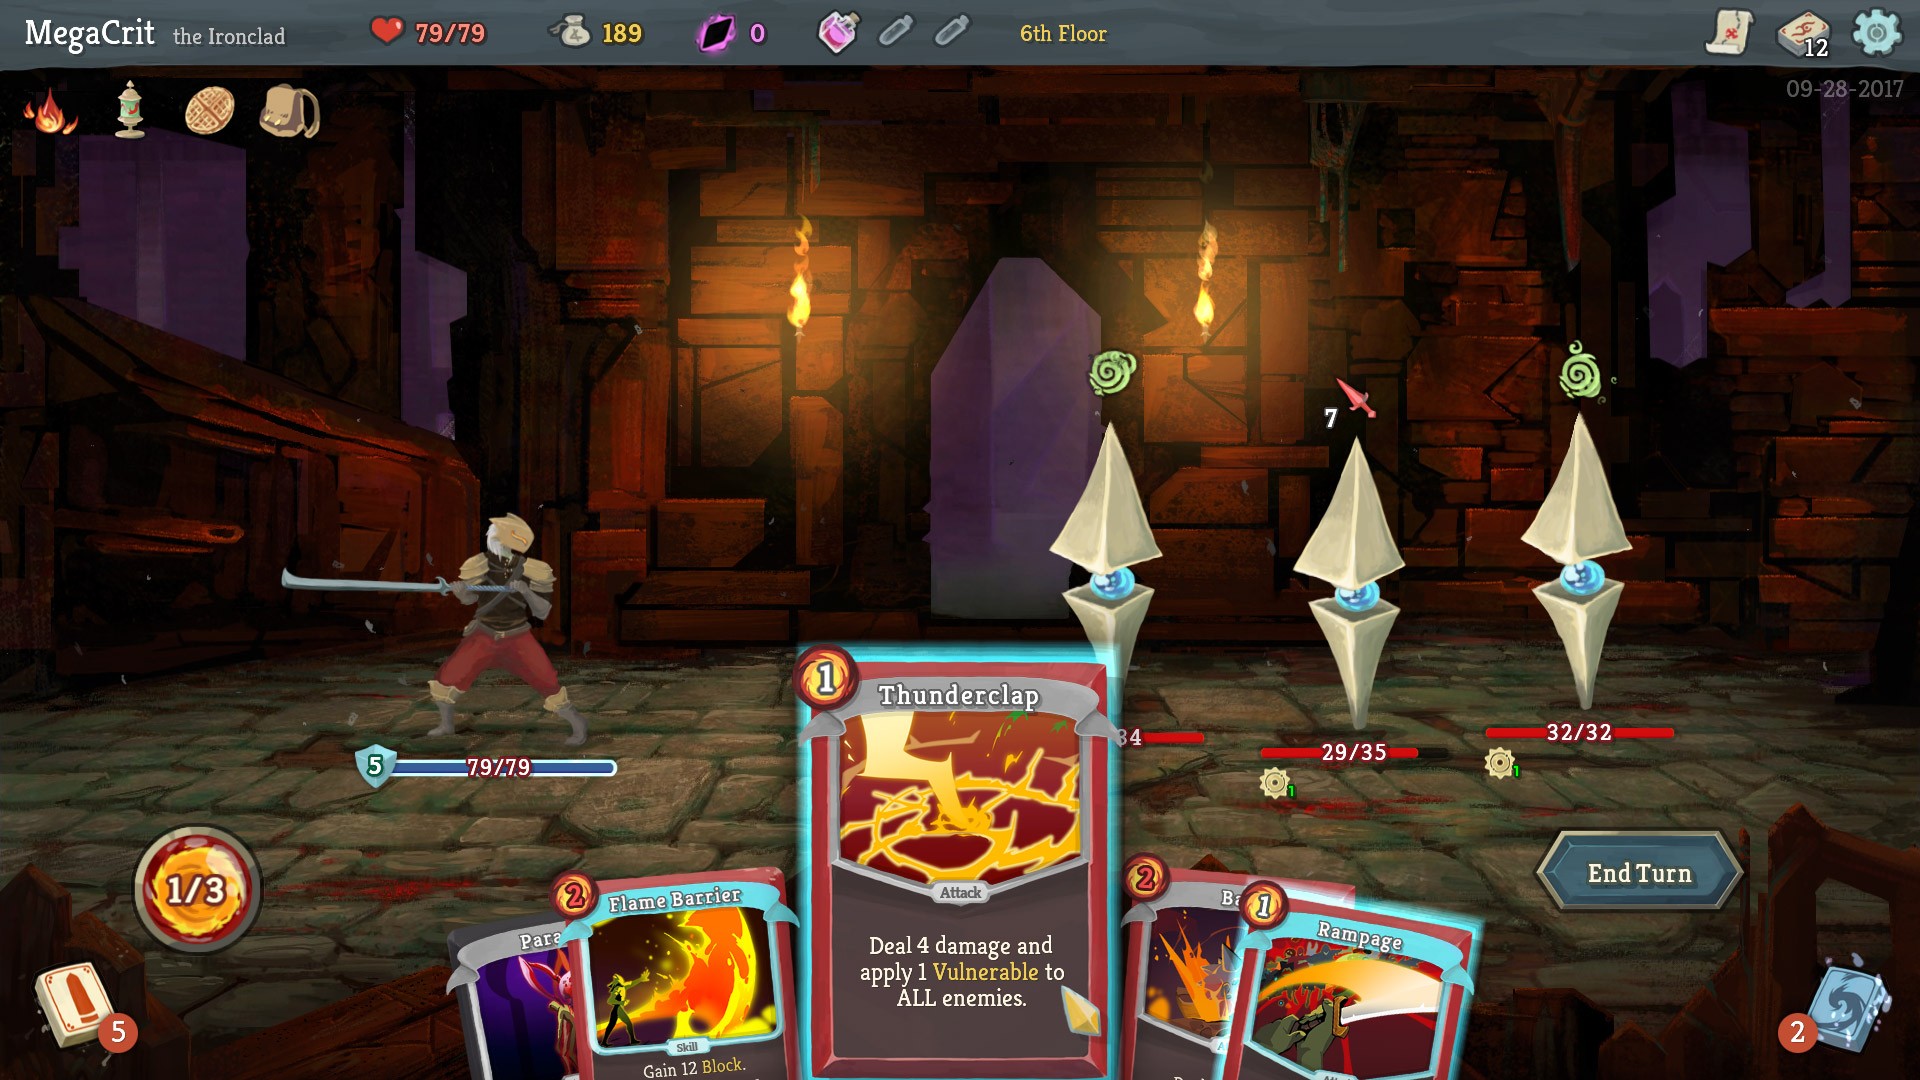 MegaCrit the Ironclad 79/79 189 0 6th Floor 12
09-28-2017
7
1 Thunderclap
34
32/32
29/35
1
1
5 79/79
1/3
End Turn
Attack
2 Flame Barrier
2 Ba
1 Rampage
Para
Deal 4 damage and
apply 1 Vulnerable to
ALL enemies.
Skill
Gain 12 Block.
5
2